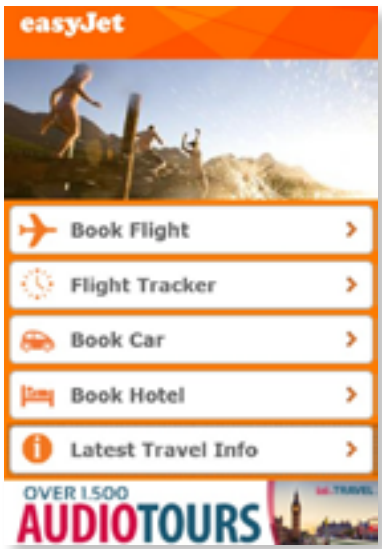 easyJet
Book Flight
Flight Tracker
Book Car
Book Hotel
Latest Travel Info
OVER 1.500
AUDIOTOURS